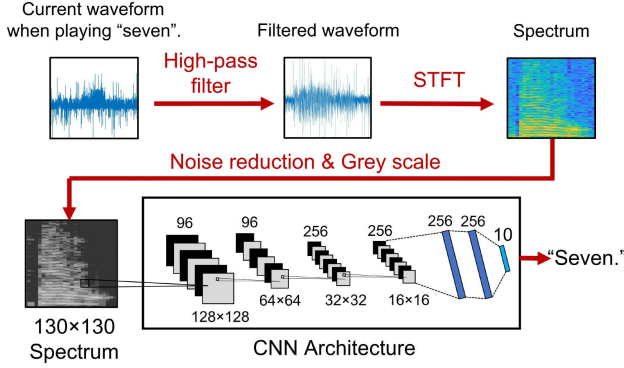 Current waveform
when playing “seven”.
Filtered waveform
Spectrum
High-pass
filter
STFT
Noise reduction & Grey scale
96
96
256
256
256
256
10
“Seven.”
128×128
64×64
32×32
16×16
130×130
Spectrum
CNN Architecture